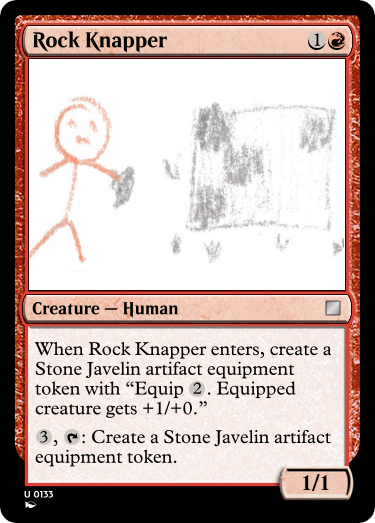 Rock Knapper 1
Creature — Human
When Rock Knapper enters, create a
Stone Javelin artifact equipment
token with “Equip 2. Equipped
creature gets +1/+0.”
3, : Create a Stone Javelin artifact
equipment token.
1/1
U 0133